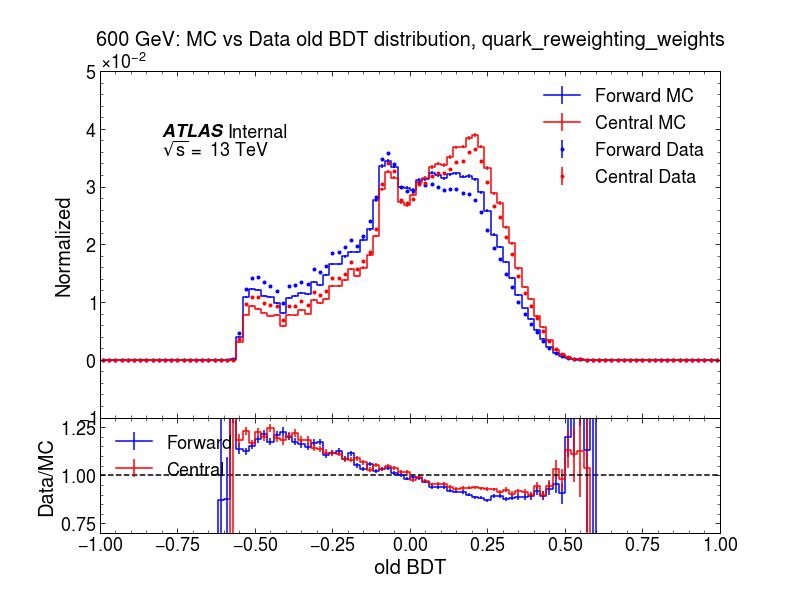 600 GeV: MC vs Data old BDT distribution, quark_reweighting_weights
×10⁻²
5
4
3
2
1
0
−1
Normalized
ATLAS Internal
√s = 13 TeV
Forward MC
Central MC
Forward Data
Central Data
1.25
1.00
0.75
Data/MC
Forward
Central
−1.00 −0.75 −0.50 −0.25 0.00 0.25 0.50 0.75 1.00
old BDT